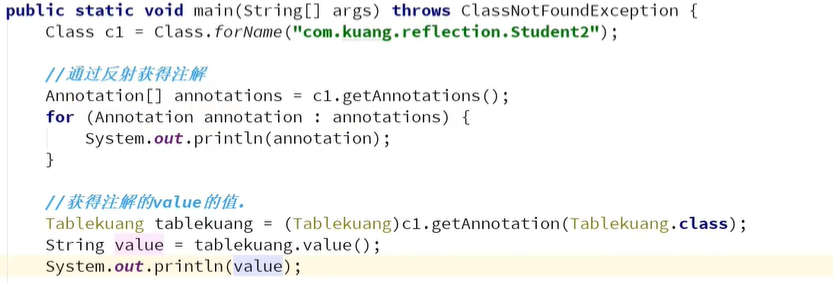 public static void main(String[] args) throws ClassNotFoundException {
    Class c1 = Class.forName("com.kuang.reflection.Student2");
    //通过反射获得注解
    Annotation[] annotations = c1.getAnnotations();
    for (Annotation annotation : annotations) {
        System.out.println(annotation);
    }
    //获得注解的value的值.
    Tablekuang tablekuang = (Tablekuang)c1.getAnnotation(Tablekuang.class);
    String value = tablekuang.value();
    System.out.println(value);